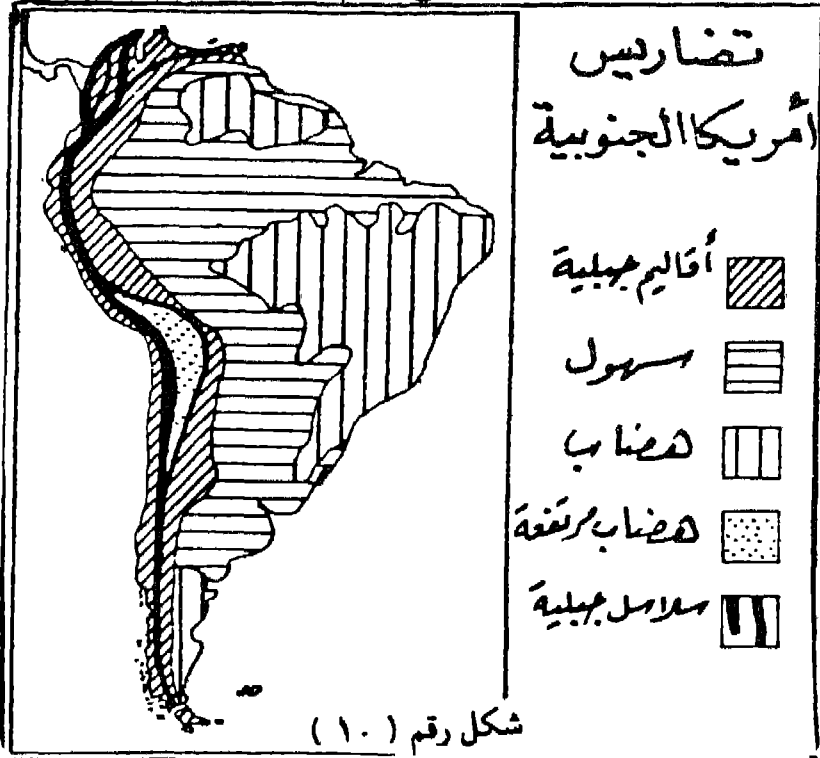 تضاريس
أمريكا الجنوبية
أقاليم جبلية
سهول
هضاب
هضاب مرتفعة
سلاسل جبلية
شكل رقم ( ١٠ )